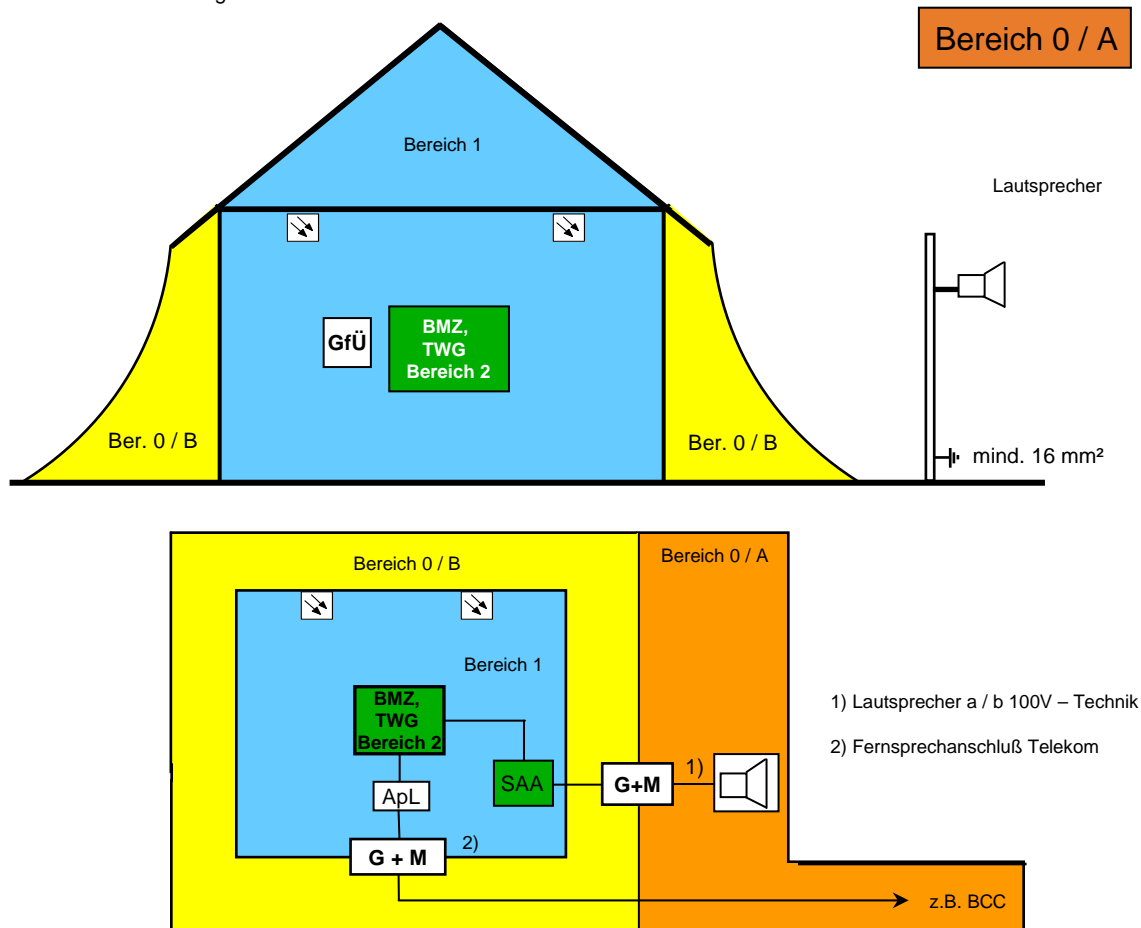 Bereich 0 / A
Bereich 1
Lautsprecher
GfÜ
BMZ,
TWG
Bereich 2
Ber. 0 / B
Ber. 0 / B
mind. 16 mm²
Bereich 0 / B
Bereich 0 / A
Bereich 1
BMZ,
TWG
Bereich 2
1) Lautsprecher a / b 100V – Technik
2) Fernsprechanschluß Telekom
ApL
SAA
G+M
1)
G + M
2)
z.B. BCC